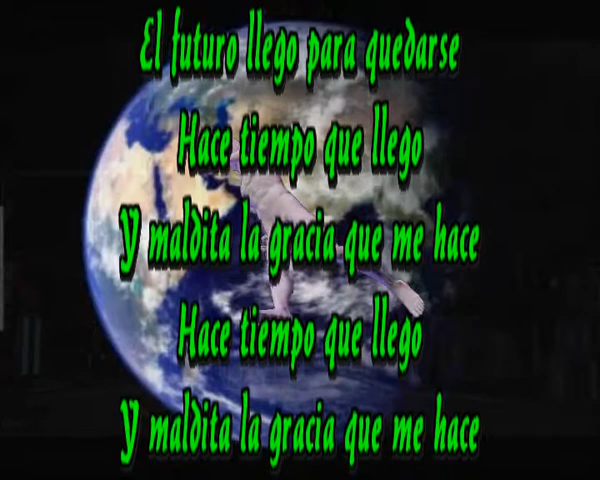 El futuro llego para quedarse
Hace tiempo que llego
Y maldita la gracia que me hace
Hace tiempo que llego
Y maldita la gracia que me hace